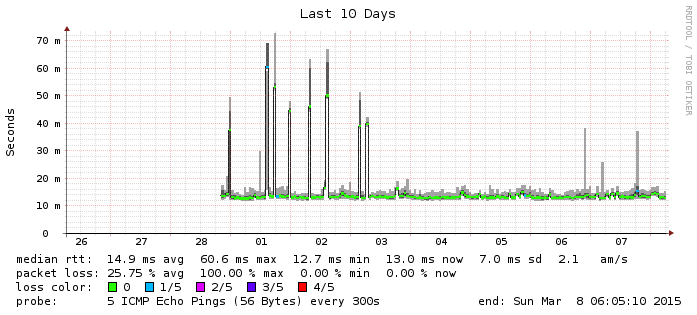 Last 10 Days
RRDTOOL / TOBI OETIKER
Seconds
70 m
60 m
50 m
40 m
30 m
20 m
10 m
0
26 27 28 01 02 03 04 05 06 07
median rtt: 14.9 ms avg 60.6 ms max 12.7 ms min 13.0 ms now 7.0 ms sd 2.1 am/s
packet loss: 25.75 % avg 100.00 % max 0.00 % min 0.00 % now
loss color: 0 1/5 2/5 3/5 4/5
probe: 5 ICMP Echo Pings (56 Bytes) every 300s end: Sun Mar 8 06:05:10 2015